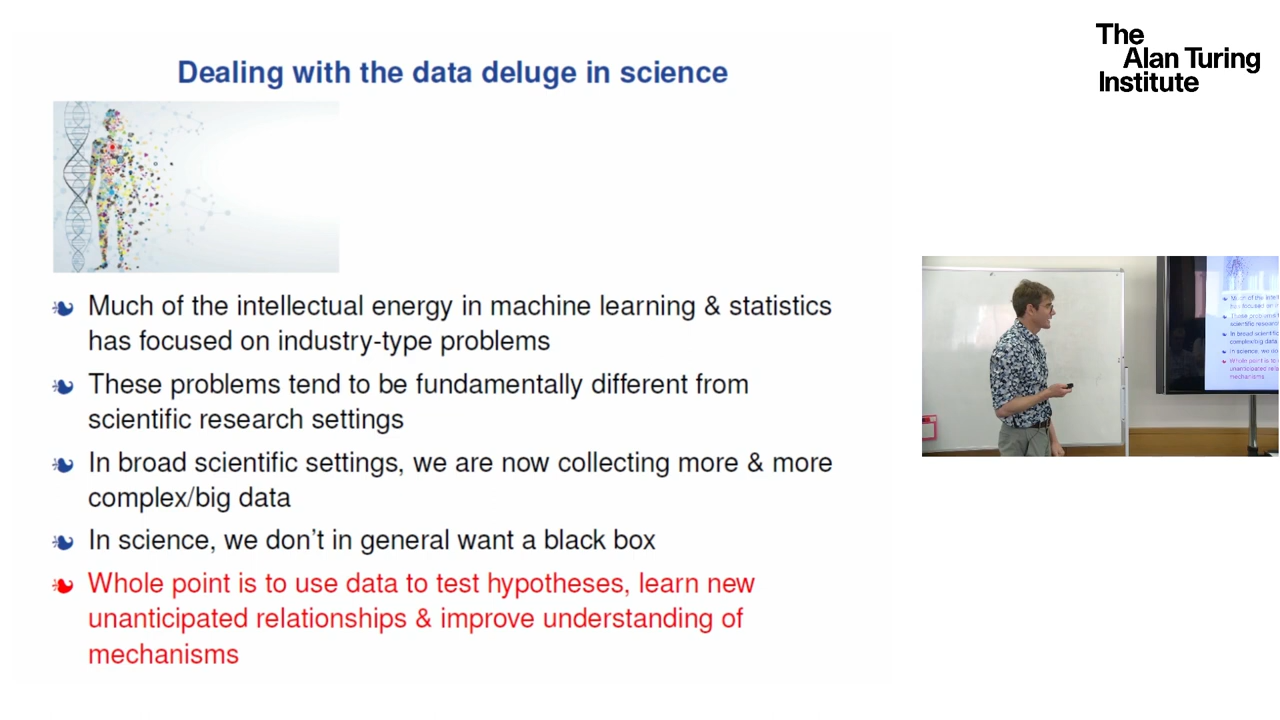 Dealing with the data deluge in science
Much of the intellectual energy in machine learning & statistics
has focused on industry-type problems
These problems tend to be fundamentally different from
scientific research settings
In broad scientific settings, we are now collecting more & more
complex/big data
In science, we don't in general want a black box
Whole point is to use data to test hypotheses, learn new
unanticipated relationships & improve understanding of
mechanisms
The
Alan Turing
Institute